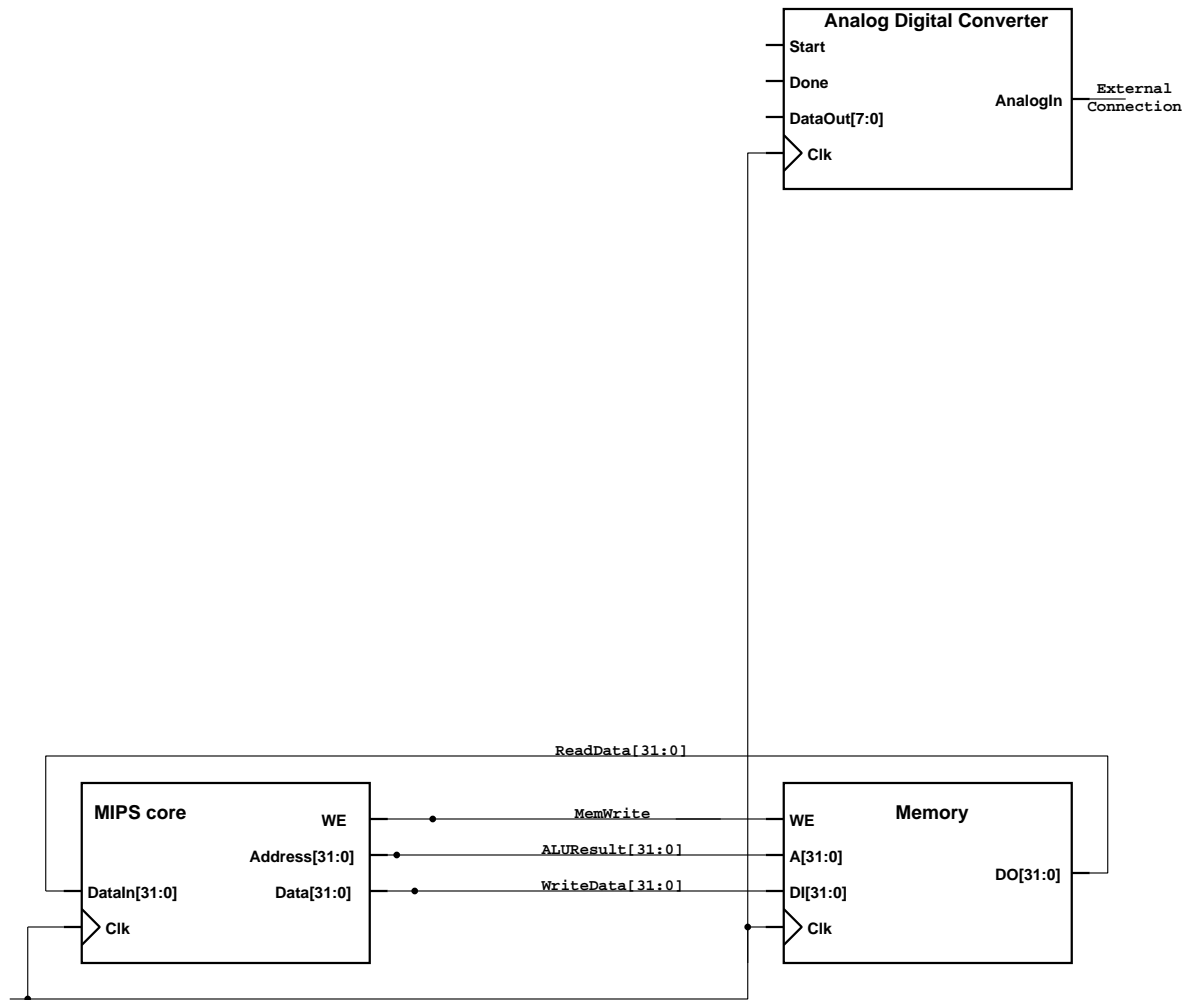 Analog Digital Converter
Start
Done
DataOut[7:0]
Clk
AnalogIn
External
Connection
ReadData[31:0]
MIPS core
WE
Address[31:0]
DataIn[31:0]
Data[31:0]
Clk
MemWrite
ALUResult[31:0]
WriteData[31:0]
Memory
WE
A[31:0]
DO[31:0]
DI[31:0]
Clk